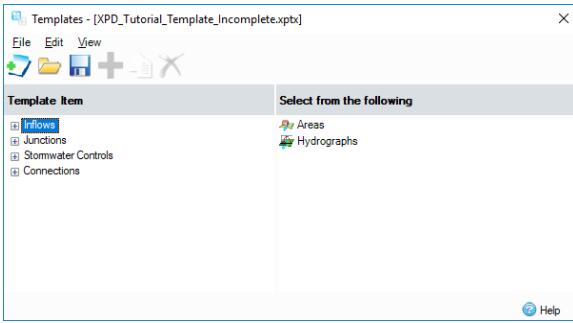 Templates - [XPD_Tutorial_Template_Incomplete.xptx]
File Edit View
Template Item Select from the following
Inflows Areas
Junctions Hydrographs
Stormwater Controls
Connections
Help